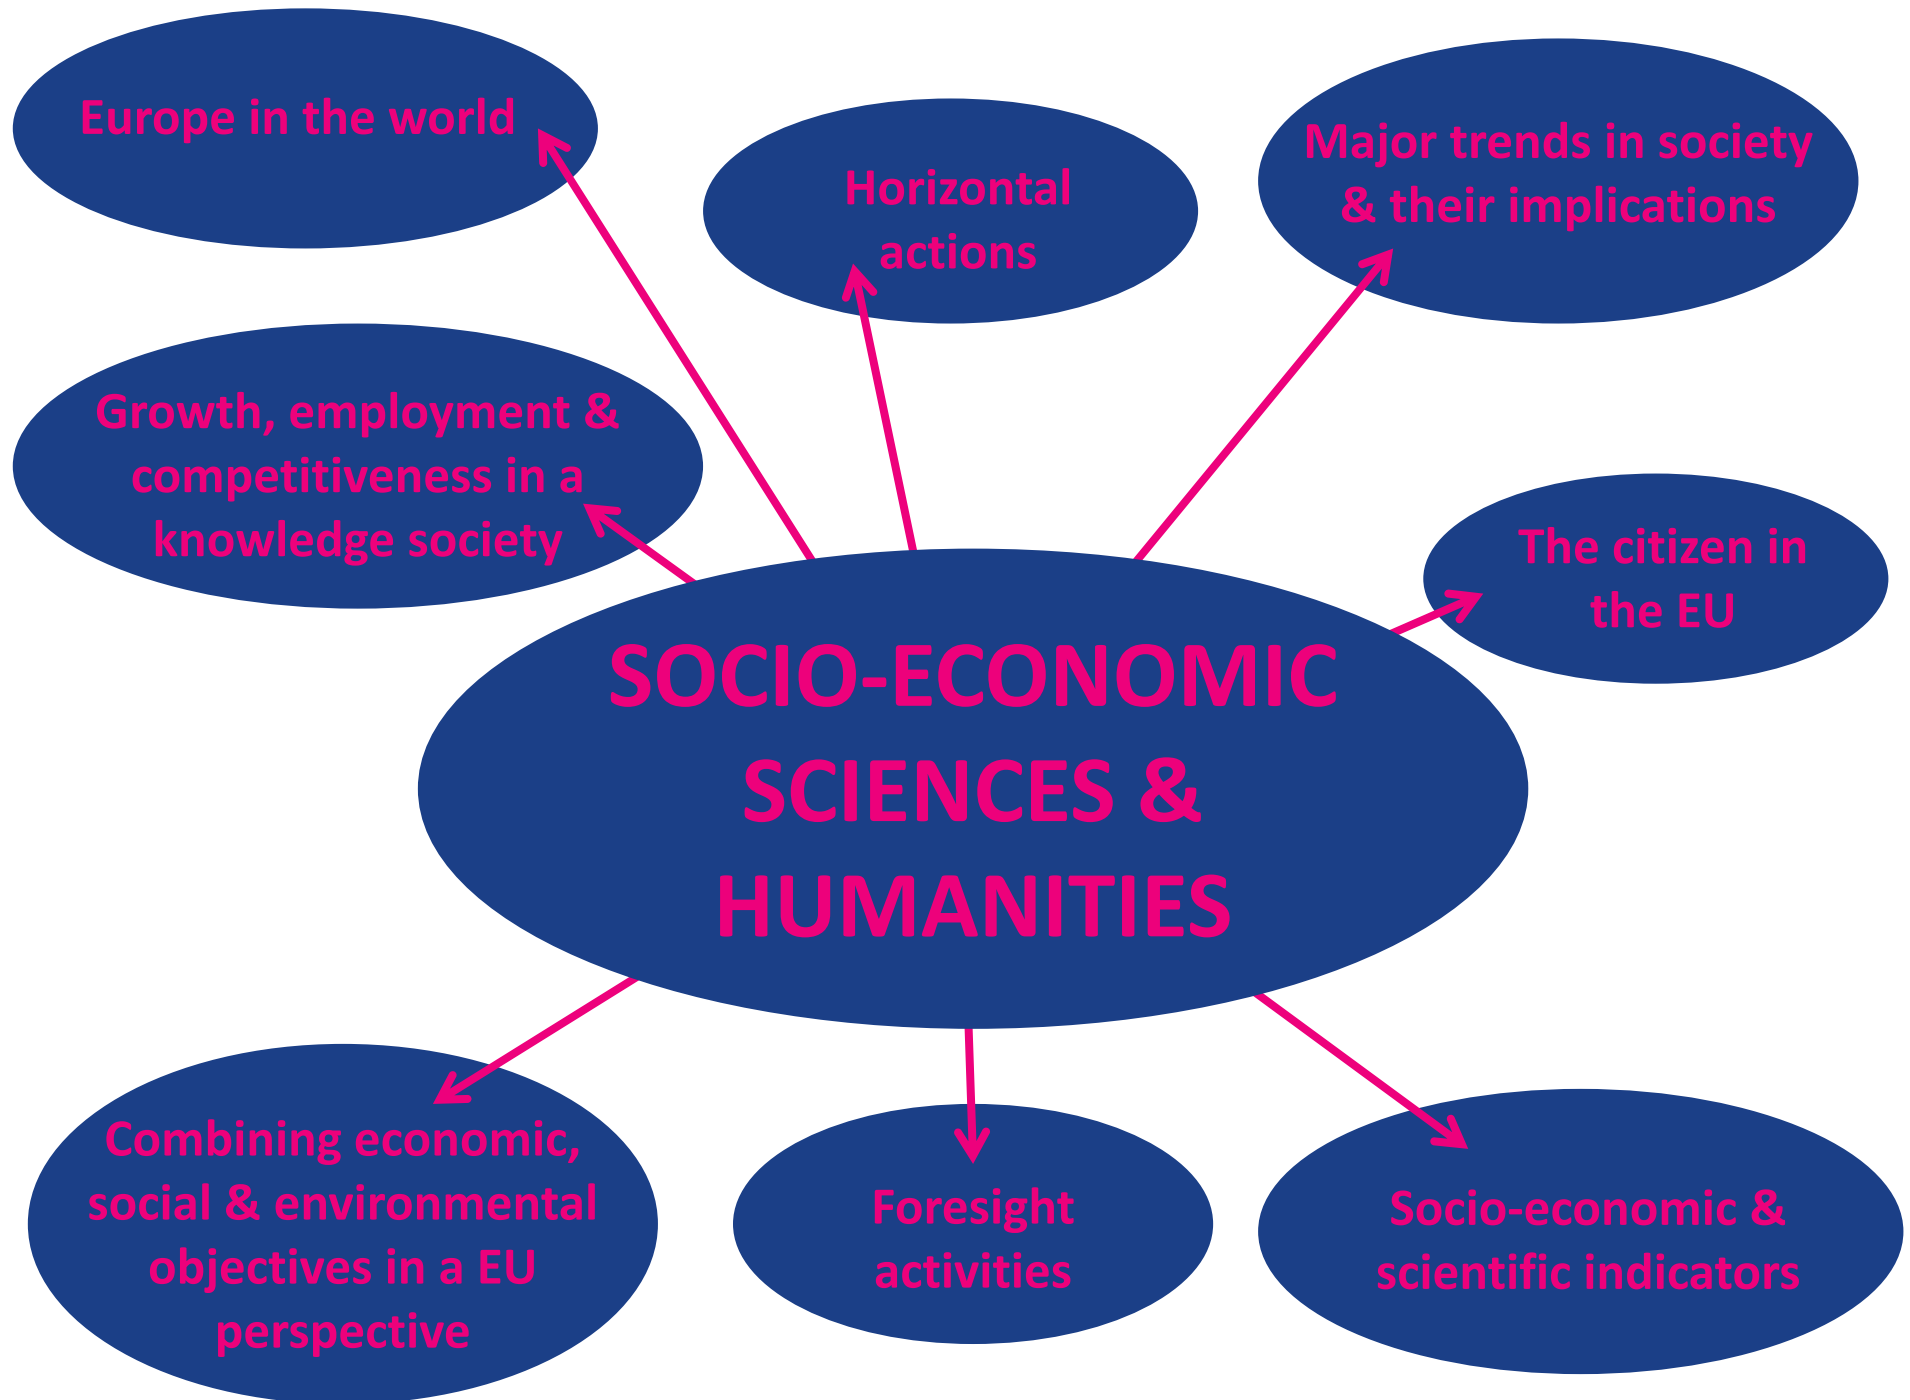 Europe in the world
Horizontal
actions
Major trends in society
& their implications
Growth, employment &
competitiveness in a
knowledge society
The citizen in
the EU
SOCIO-ECONOMIC
SCIENCES &
HUMANITIES
Combining economic,
social & environmental
objectives in a EU
perspective
Foresight
activities
Socio-economic &
scientific indicators